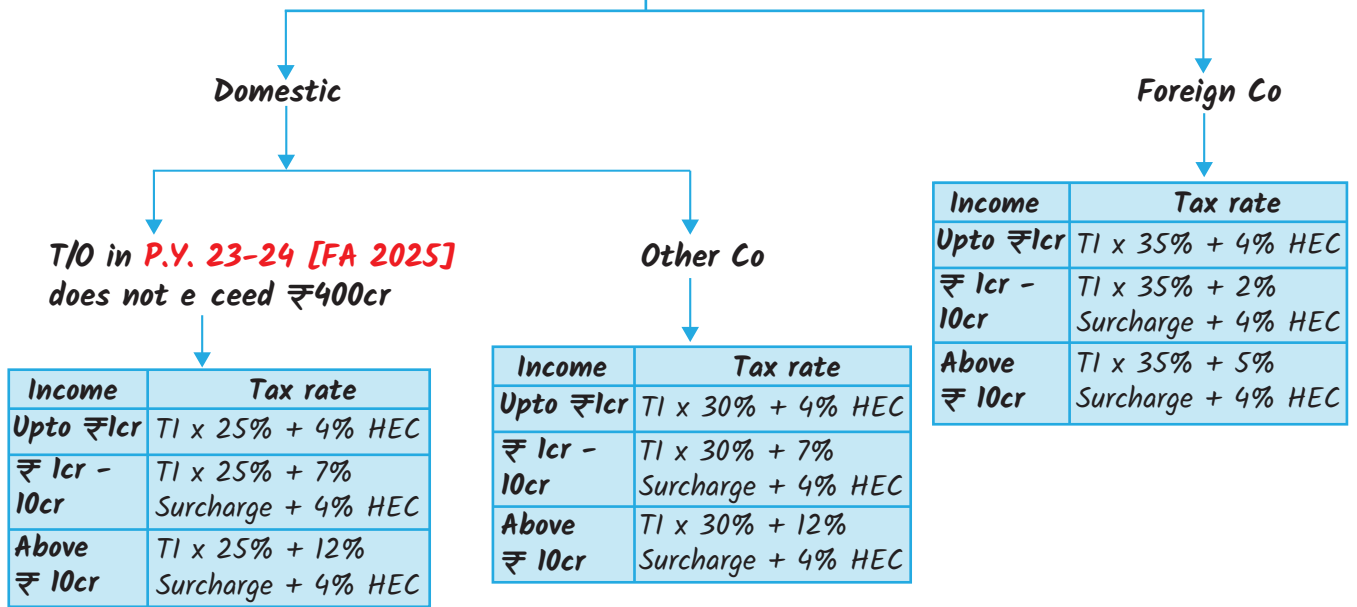 Domestic
Foreign Co
T/O in P.Y. 23-24 [FA 2025]
does not e ceed ₹400cr
Other Co
Income Tax rate
Upto ₹1cr TI x 25% + 4% HEC
₹ 1cr - TI x 25% + 7%
10cr Surcharge + 4% HEC
Above TI x 25% + 12%
₹ 10cr Surcharge + 4% HEC
Income Tax rate
Upto ₹1cr TI x 30% + 4% HEC
₹ 1cr - TI x 30% + 7%
10cr Surcharge + 4% HEC
Above TI x 30% + 12%
₹ 10cr Surcharge + 4% HEC
Income Tax rate
Upto ₹1cr TI x 35% + 4% HEC
₹ 1cr - TI x 35% + 2%
10cr Surcharge + 4% HEC
Above TI x 35% + 5%
₹ 10cr Surcharge + 4% HEC